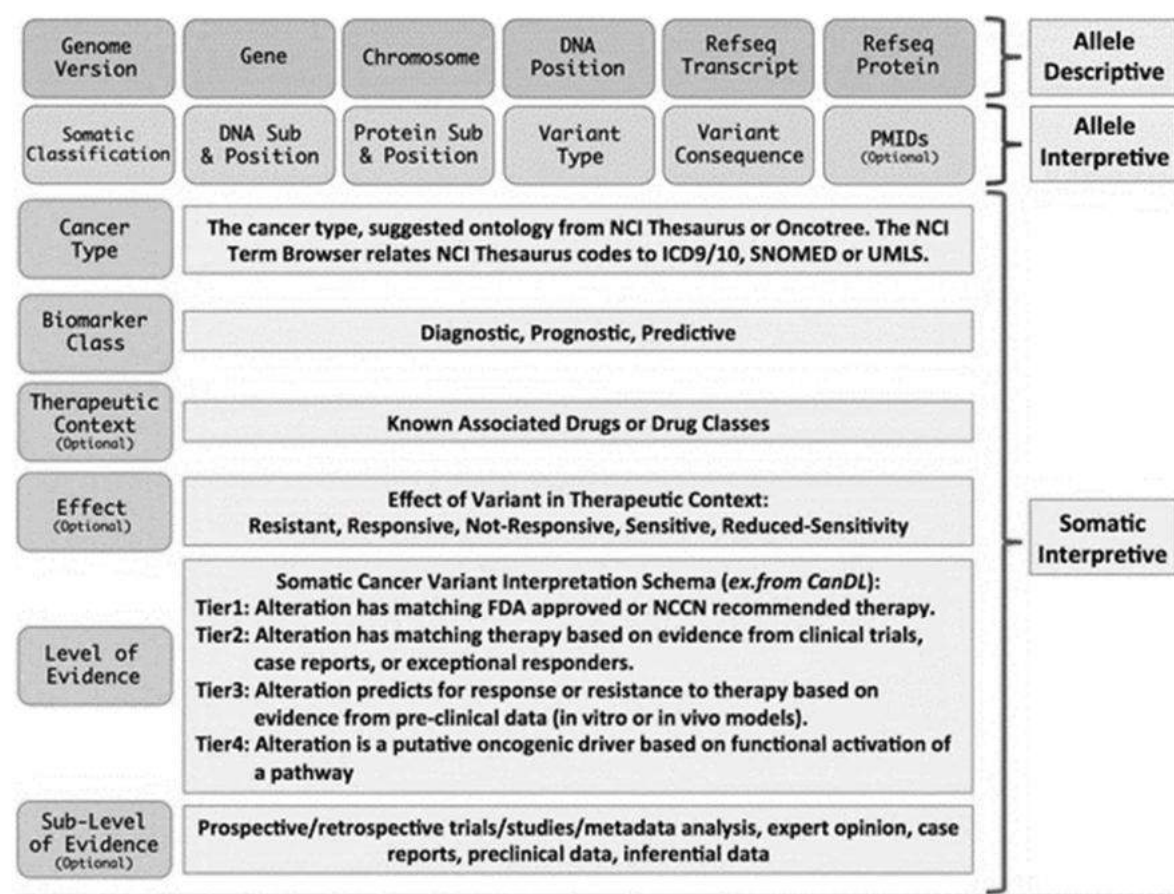 Genome
Version
Gene
Chromosome
DNA
Position
Refseq
Transcript
Refseq
Protein
Allele
Descriptive
Somatic
Classification
DNA Sub
& Position
Protein Sub
& Position
Variant
Type
Variant
Consequence
PMIDs
(Optional)
Allele
Interpretive
Cancer
Type
The cancer type, suggested ontology from NCI Thesaurus or Oncotree. The NCI
Term Browser relates NCI Thesaurus codes to ICD9/10, SNOMED or UMLS.
Biomarker
Class
Diagnostic, Prognostic, Predictive
Therapeutic
Context
(Optional)
Known Associated Drugs or Drug Classes
Effect
(Optional)
Effect of Variant in Therapeutic Context:
Resistant, Responsive, Not-Responsive, Sensitive, Reduced-Sensitivity
Somatic
Interpretive
Level of
Evidence
Somatic Cancer Variant Interpretation Schema (ex.from CanDL):
Tier1: Alteration has matching FDA approved or NCCN recommended therapy.
Tier2: Alteration has matching therapy based on evidence from clinical trials,
case reports, or exceptional responders.
Tier3: Alteration predicts for response or resistance to therapy based on
evidence from pre-clinical data (in vitro or in vivo models).
Tier4: Alteration is a putative oncogenic driver based on functional activation of
a pathway
Sub-Level
of Evidence
(Optional)
Prospective/retrospective trials/studies/metadata analysis, expert opinion, case
reports, preclinical data, inferential data